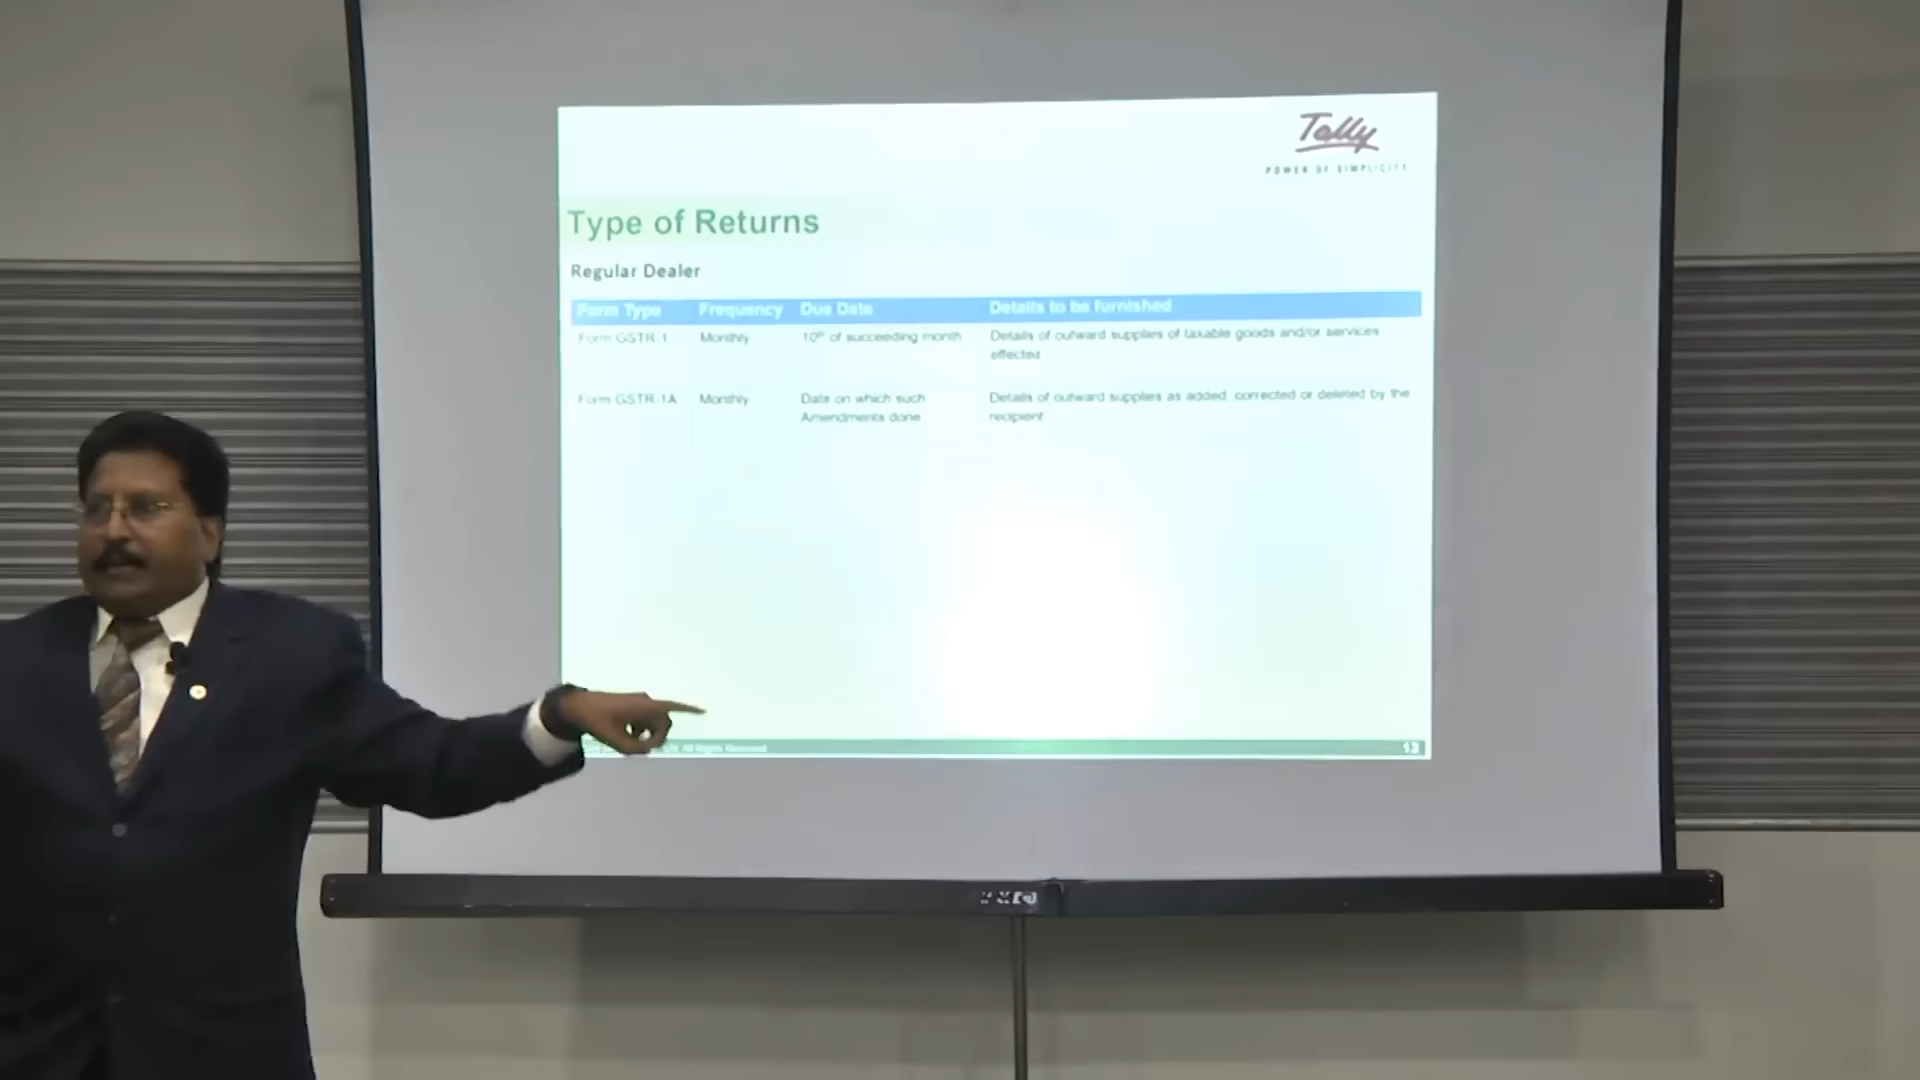 Tally
POWER OF SIMPLICITY
Type of Returns
Regular Dealer
Form Type Frequency Due Date Details to be furnished
Form GSTR-1 Monthly 10th of succeeding month Details of outward supplies of taxable goods and/or services
effected
Form GSTR-1A Monthly Date on which such Details of outward supplies as added, corrected or deleted by the
Amendments done recipient
All Rights Reserved 13